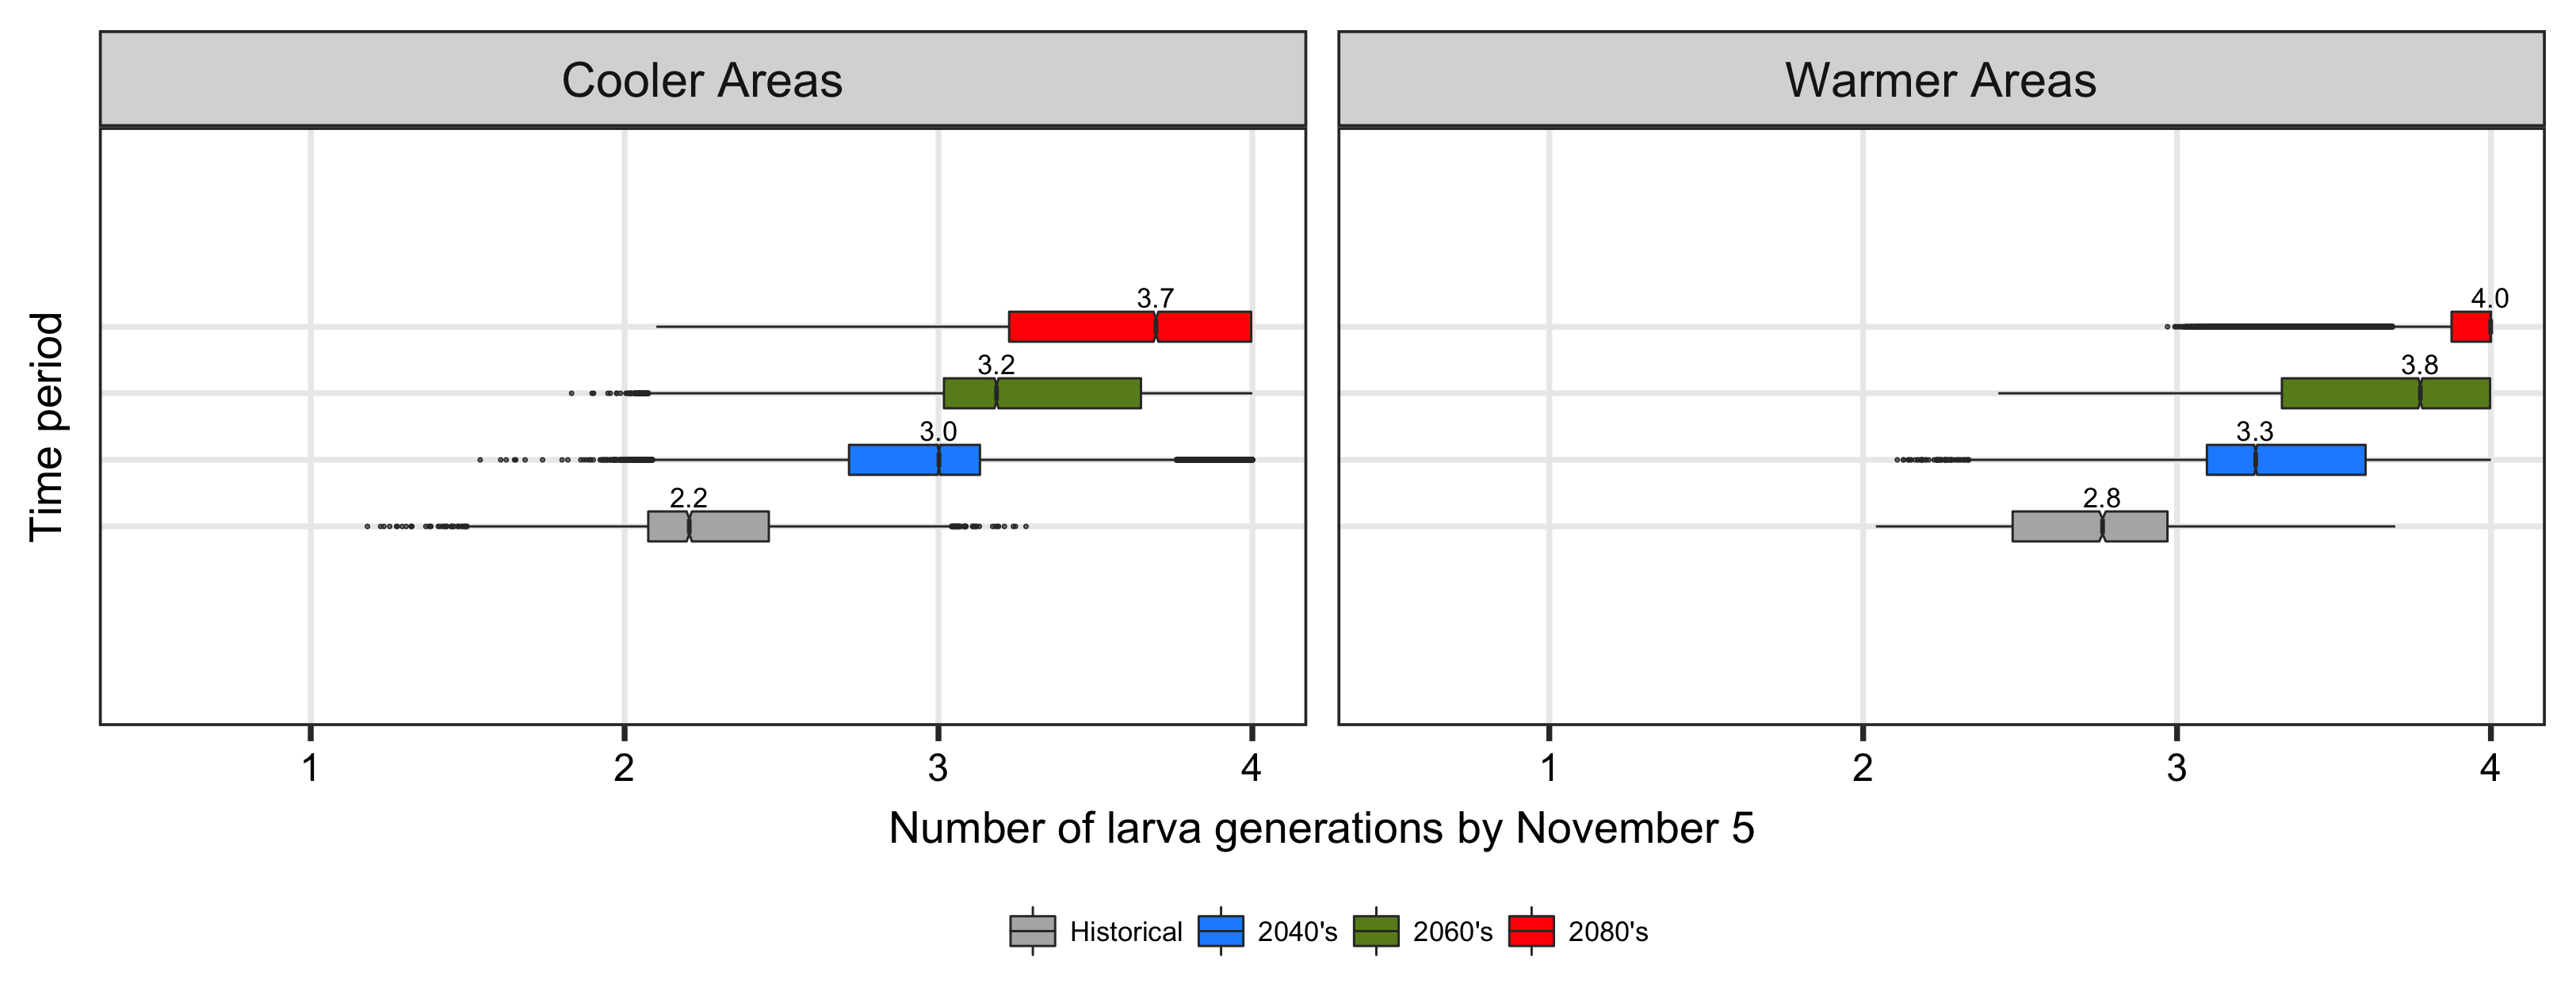 Cooler Areas
Warmer Areas
Time period
3.7
3.2
3.0
2.2
4.0
3.8
3.3
2.8
1 2 3 4
1 2 3 4
Number of larva generations by November 5
Historical 2040's 2060's 2080's